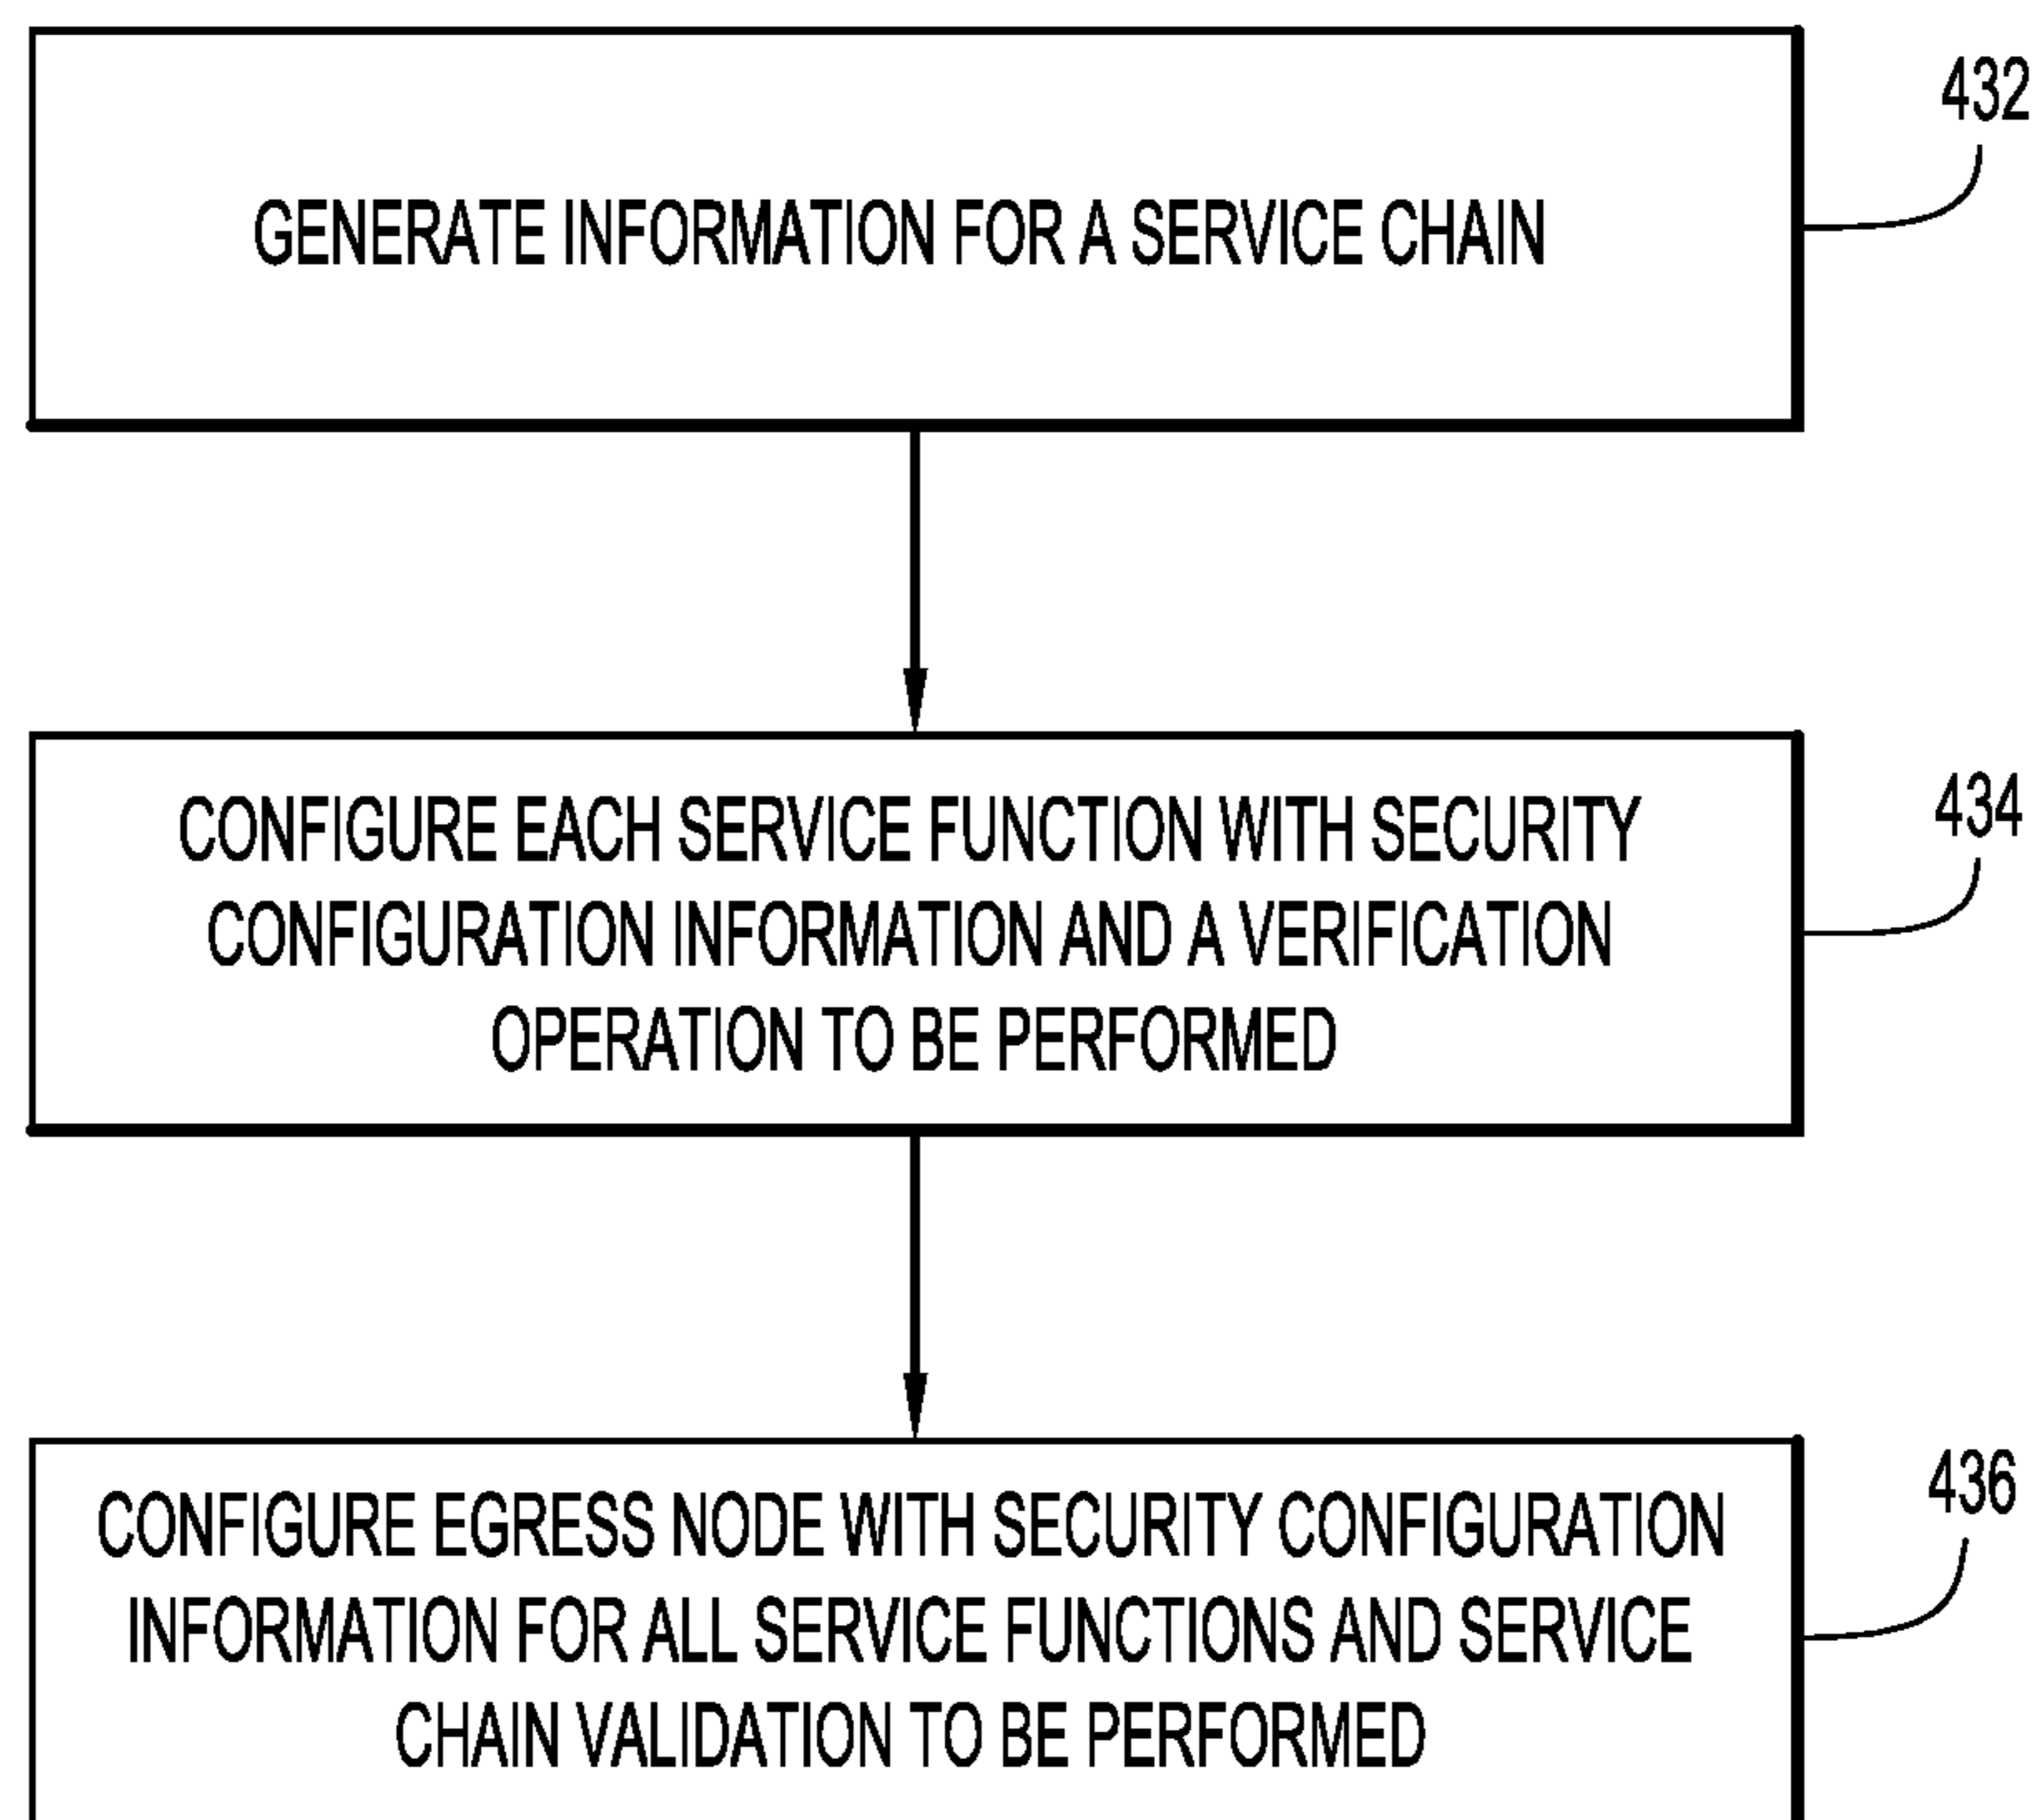 432
GENERATE INFORMATION FOR A SERVICE CHAIN
434
CONFIGURE EACH SERVICE FUNCTION WITH SECURITY
CONFIGURATION INFORMATION AND A VERIFICATION
OPERATION TO BE PERFORMED
436
CONFIGURE EGRESS NODE WITH SECURITY CONFIGURATION
INFORMATION FOR ALL SERVICE FUNCTIONS AND SERVICE
CHAIN VALIDATION TO BE PERFORMED